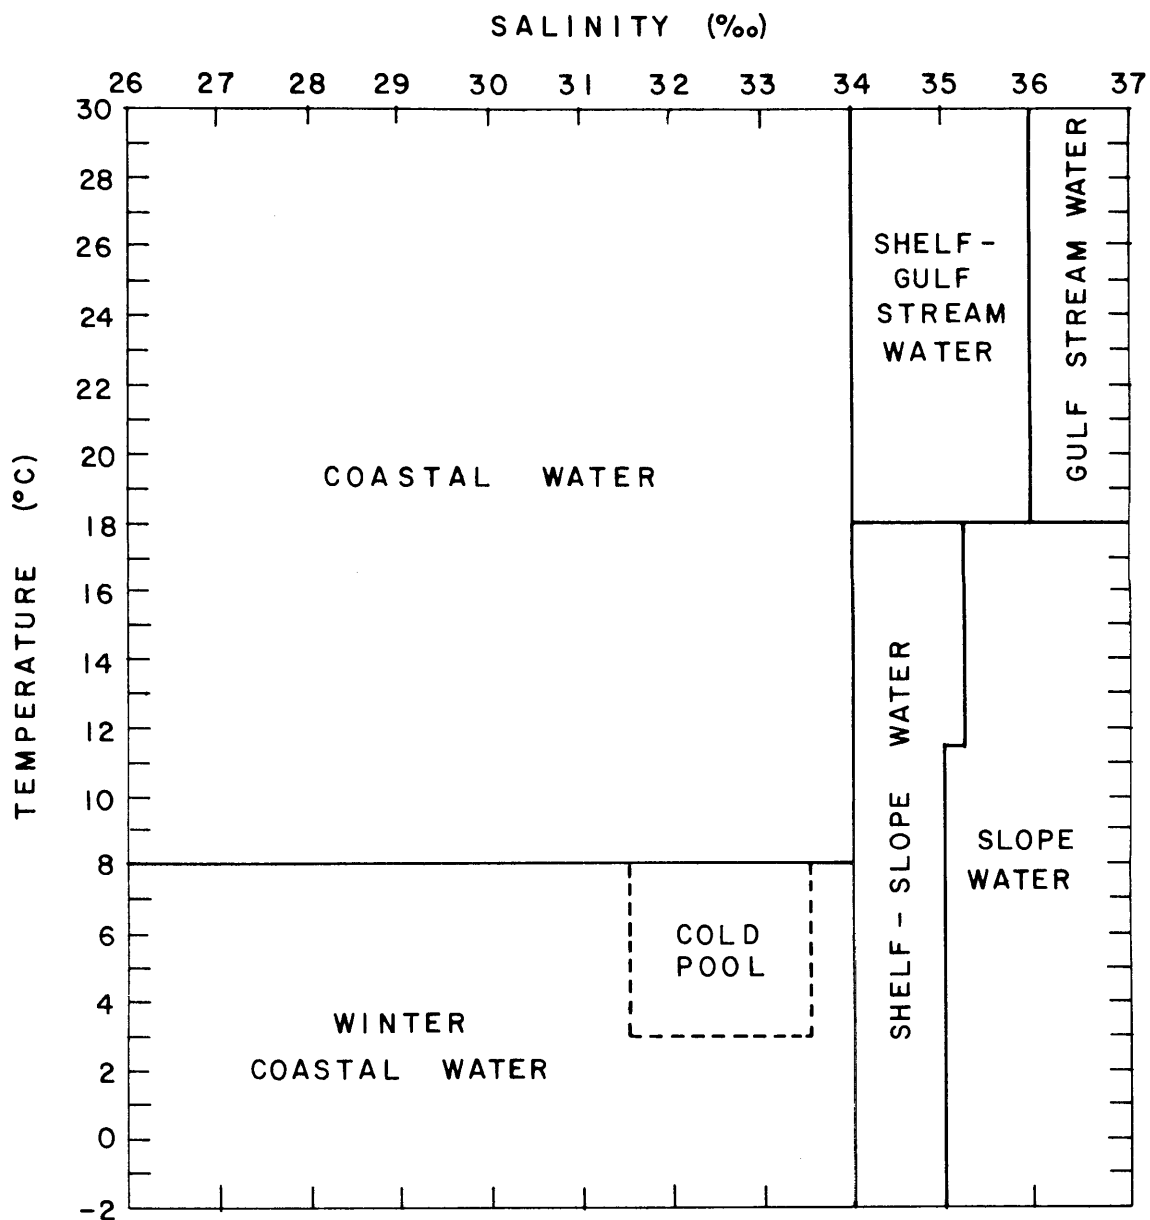 SALINITY (‰)
26 27 28 29 30 31 32 33 34 35 36 37
30
28
26
24
22
20
18
16
14
12
10
8
6
4
2
0
-2
TEMPERATURE (°C)
COASTAL WATER
SHELF-
GULF
STREAM
WATER
GULF STREAM WATER
SHELF-SLOPE WATER
SLOPE
WATER
COLD
POOL
WINTER
COASTAL WATER